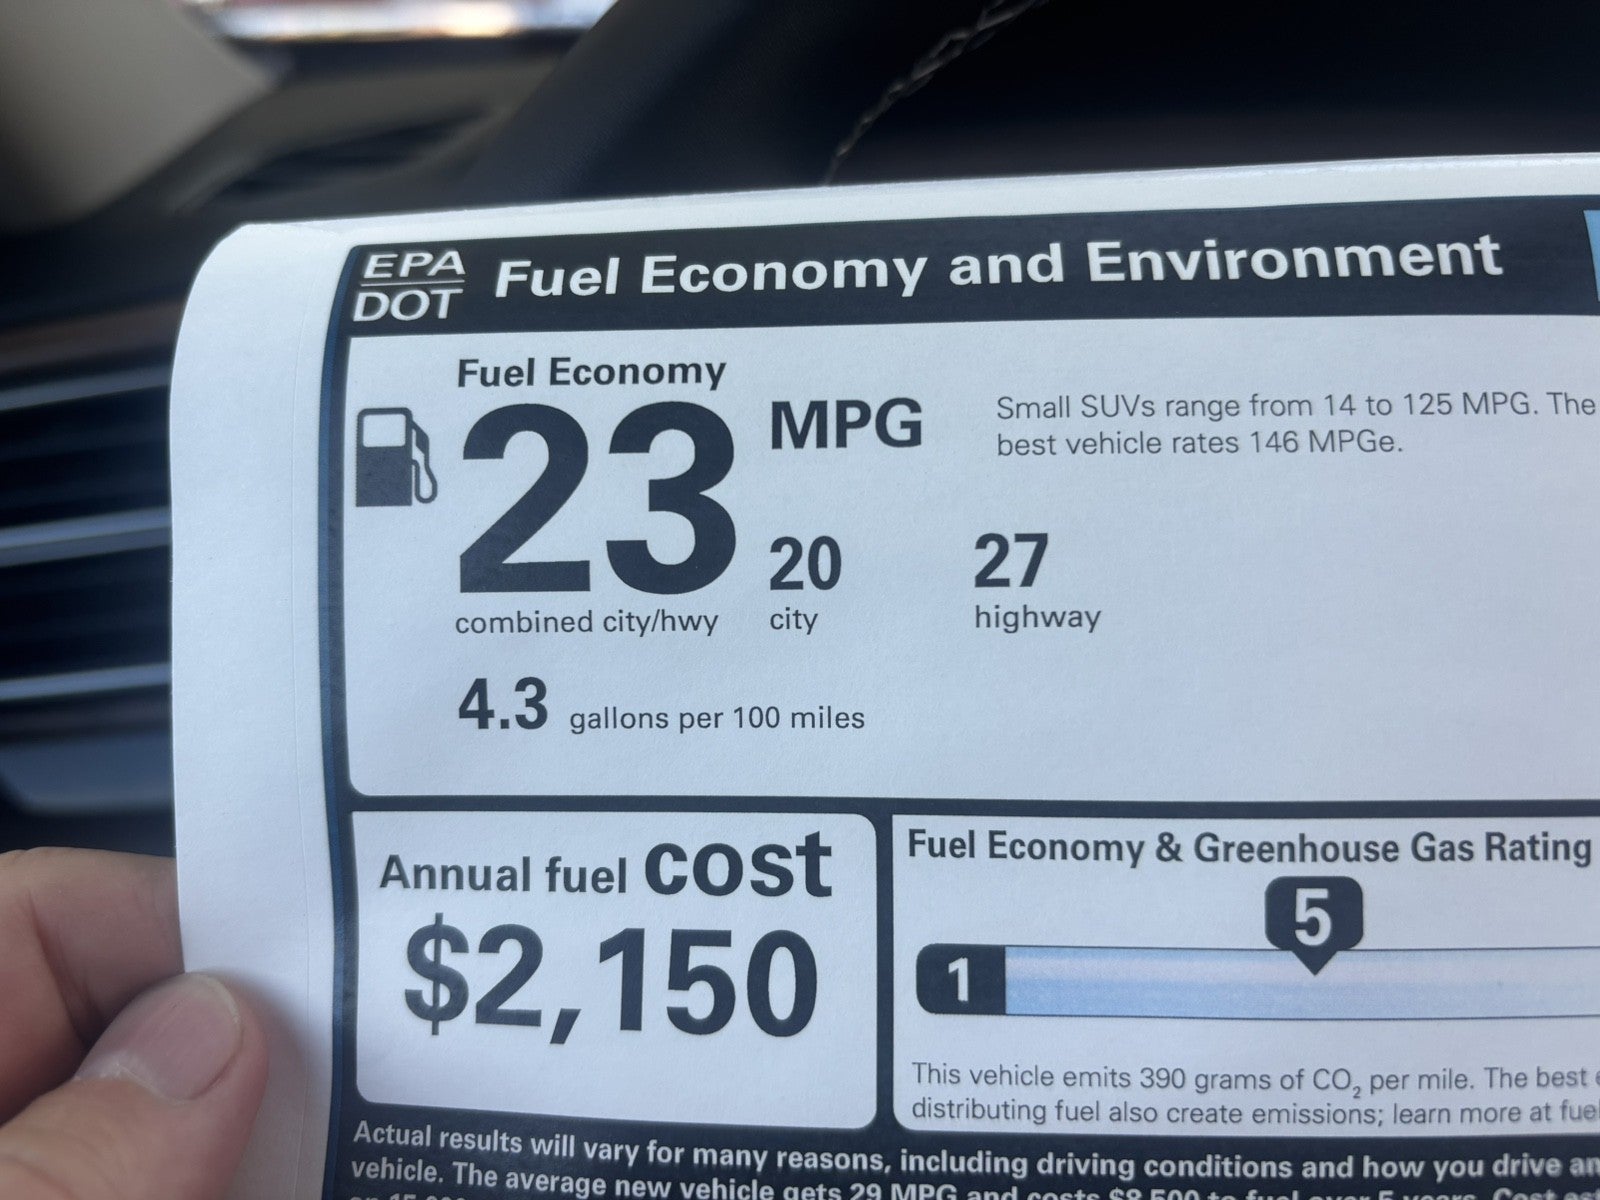 EPA
DOT
Fuel Economy and Environment
Fuel Economy
23 MPG
Small SUVs range from 14 to 125 MPG. The
best vehicle rates 146 MPGe.
20
27
combined city/hwy
city
highway
4.3 gallons per 100 miles
Annual fuel cost
$2,150
Fuel Economy & Greenhouse Gas Rating
5
1
This vehicle emits 390 grams of CO₂ per mile. The best
distributing fuel also create emissions; learn more at fuel
Actual results will vary for many reasons, including driving conditions and how you drive an
vehicle. The average new vehicle gets 29 MPG and costs $8,500 to fuel over 5 years. Cost